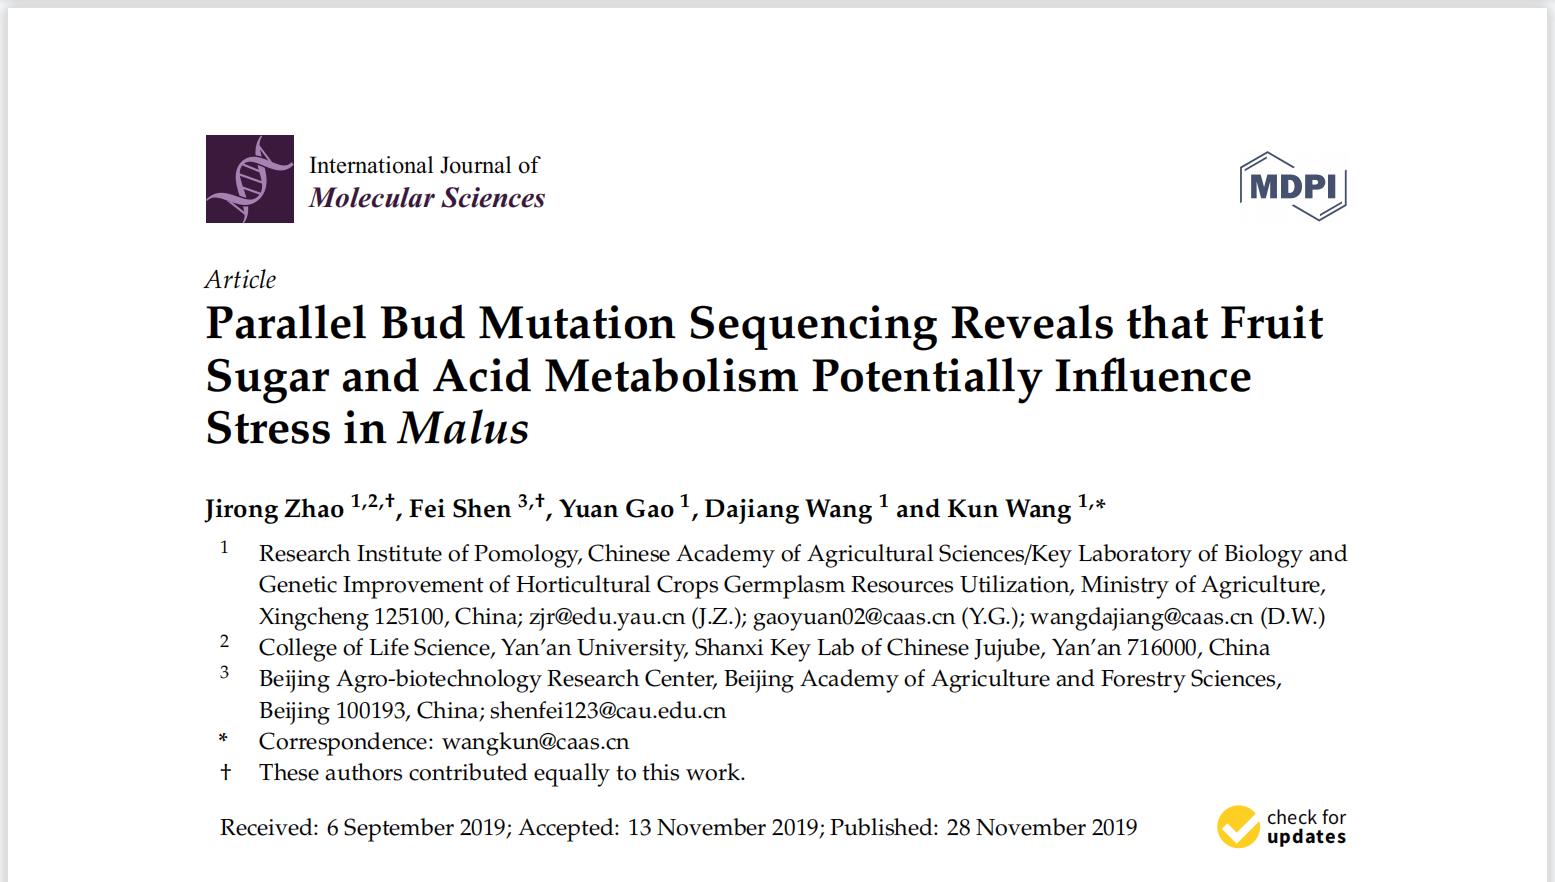 International Journal of
Molecular Sciences
MDPI
Article
Parallel Bud Mutation Sequencing Reveals that Fruit
Sugar and Acid Metabolism Potentially Influence
Stress in Malus
Jirong Zhao 1,2,†, Fei Shen 3,†, Yuan Gao 1, Dajiang Wang 1 and Kun Wang 1,*
1 Research Institute of Pomology, Chinese Academy of Agricultural Sciences/Key Laboratory of Biology and
Genetic Improvement of Horticultural Crops Germplasm Resources Utilization, Ministry of Agriculture,
Xingcheng 125100, China; zjr@edu.yau.cn (J.Z.); gaoyuan02@caas.cn (Y.G.); wangdajiang@caas.cn (D.W.)
2 College of Life Science, Yan’an University, Shanxi Key Lab of Chinese Jujube, Yan’an 716000, China
3 Beijing Agro-biotechnology Research Center, Beijing Academy of Agriculture and Forestry Sciences,
Beijing 100193, China; shenfei123@cau.edu.cn
* Correspondence: wangkun@caas.cn
† These authors contributed equally to this work.
Received: 6 September 2019; Accepted: 13 November 2019; Published: 28 November 2019
check for
updates